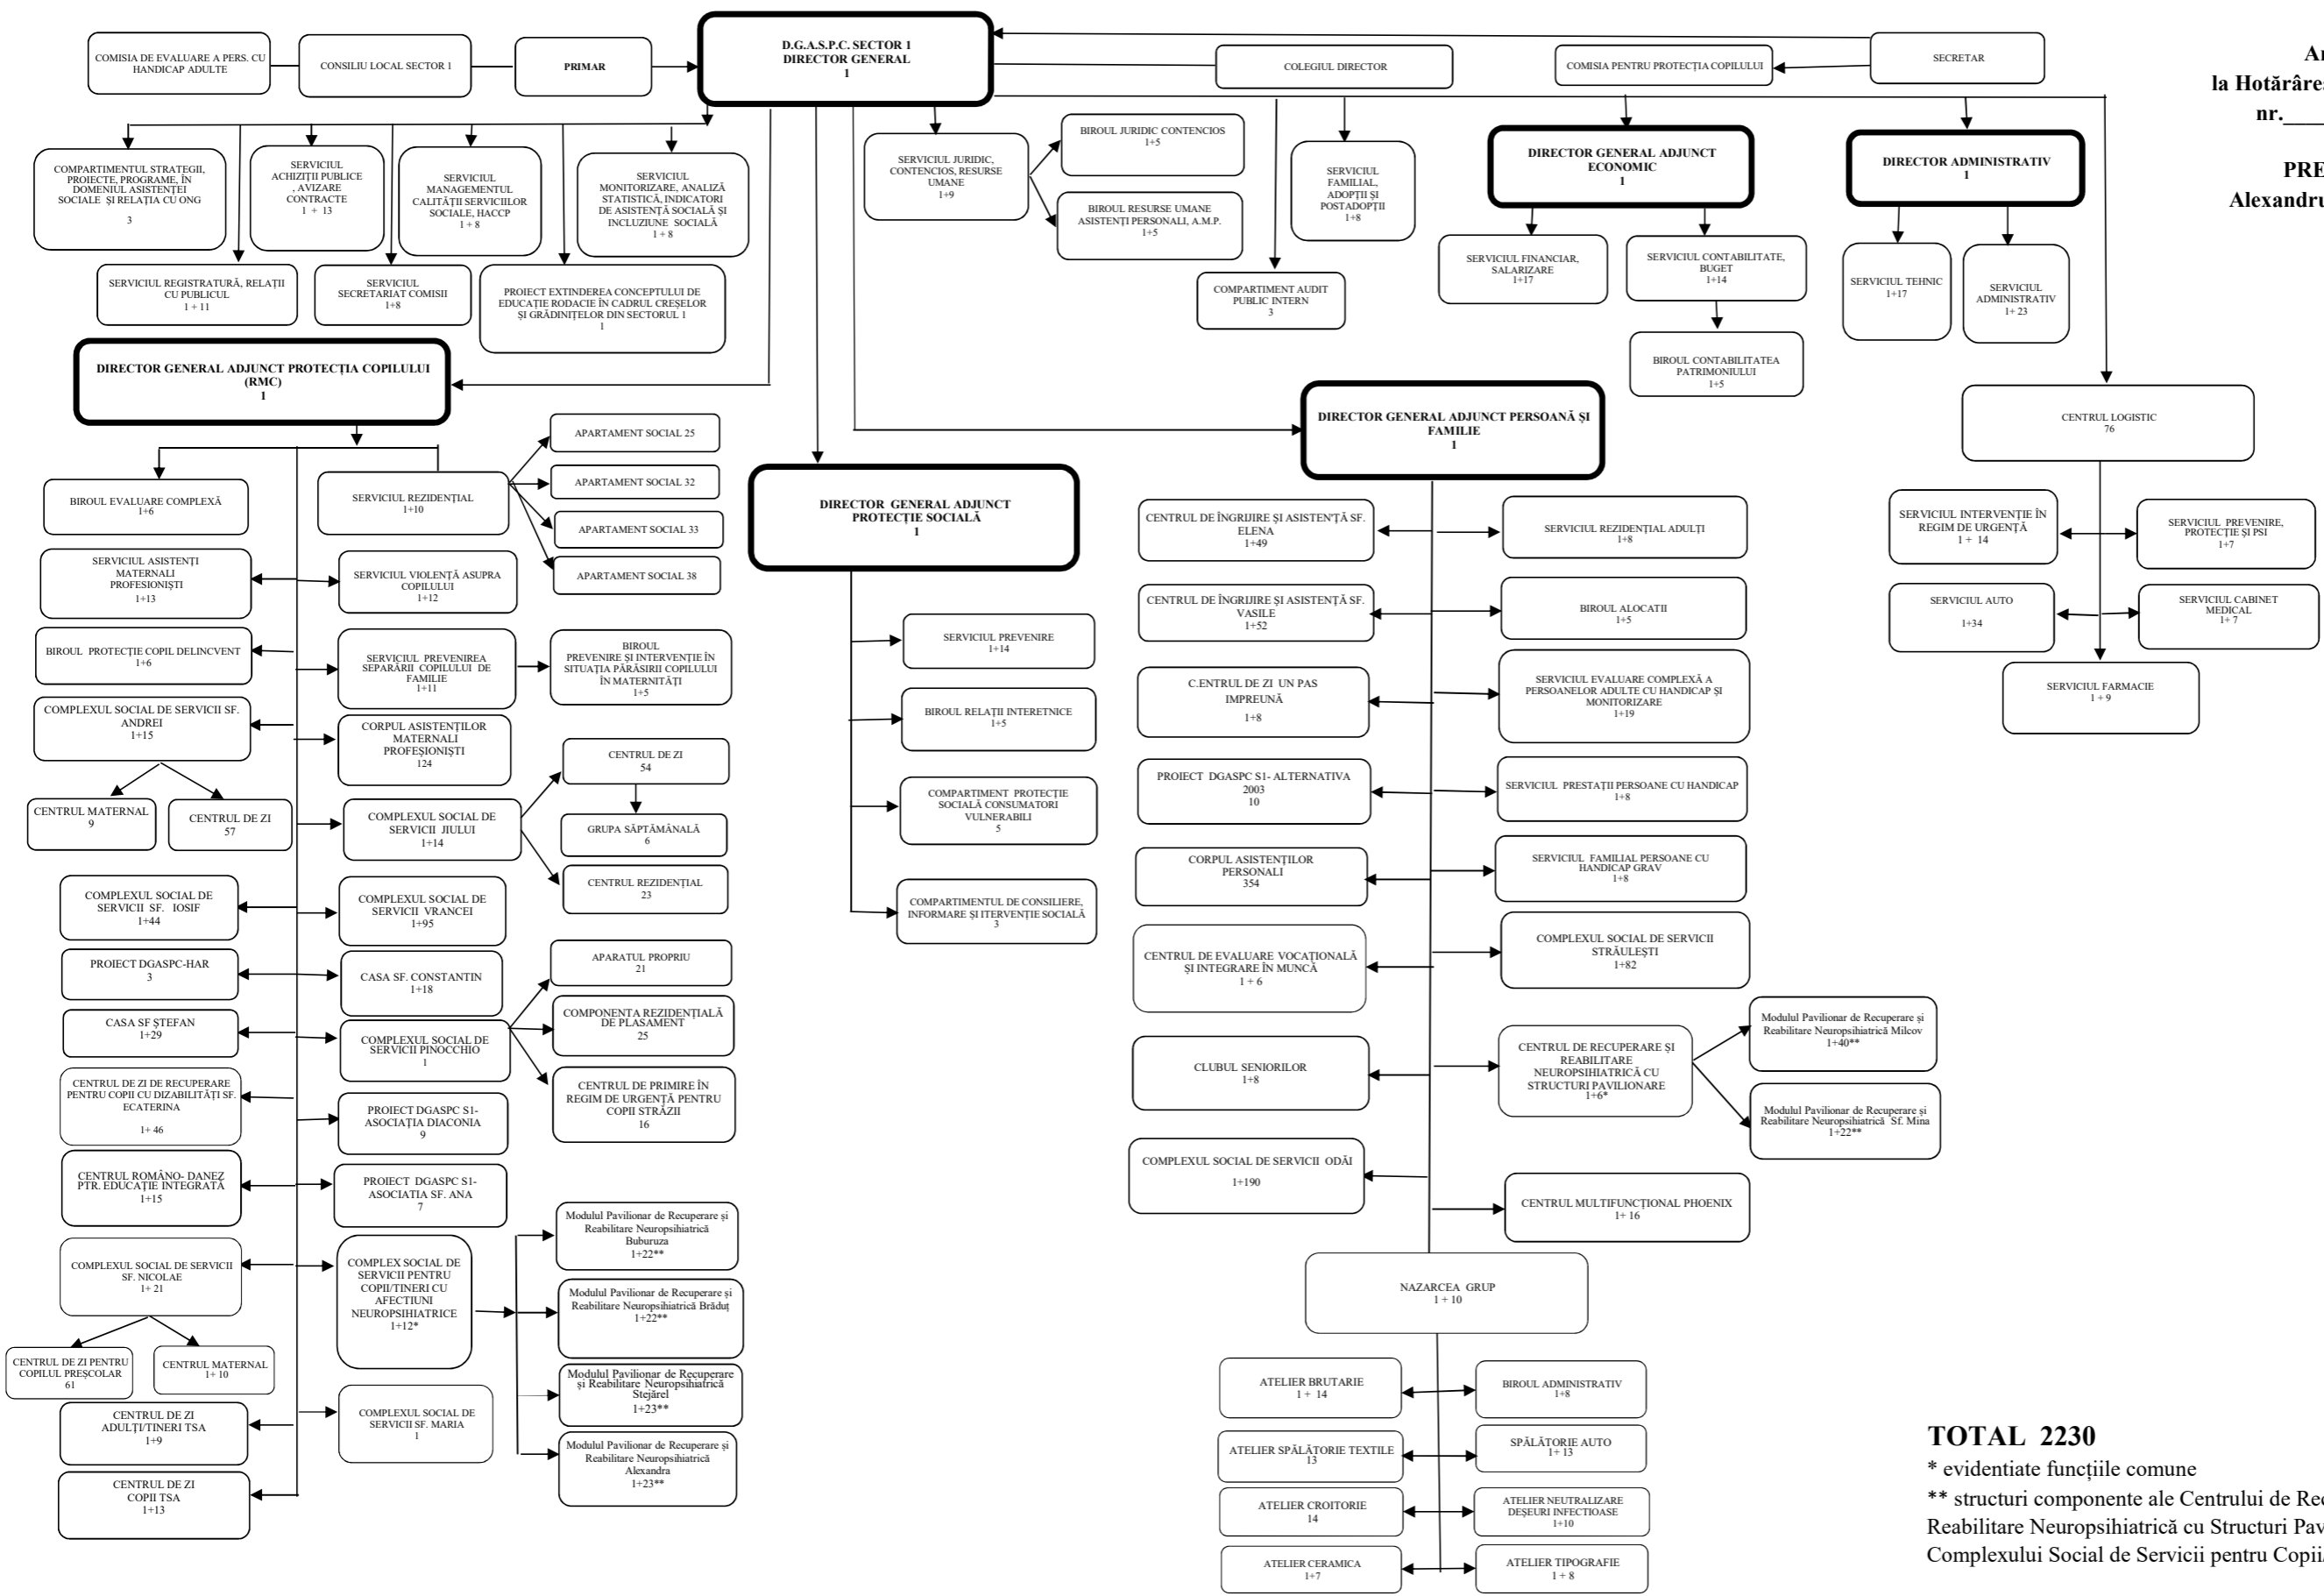 COMISIA DE EVALUARE A PERS. CU
HANDICAP ADULTE
CONSILIU LOCAL SECTOR 1
PRIMAR
D.G.A.S.P.C. SECTOR 1
DIRECTOR GENERAL
1
COLEGIUL DIRECTOR
COMISIA PENTRU PROTECȚIA COPILULUI
SECRETAR
la Hotărâres
nr.
PRE
Alexandru
COMPARTIMENTUL STRATEGII,
PROIECTE, PROGRAME, ÎN
DOMENIUL ASISTENȚEI
SOCIALE ȘI RELAȚIA CU ONG
3
SERVICIUL
ACHIZIȚII PUBLICE
, AVIZARE
CONTRACTE
1 + 13
SERVICIUL
MANAGEMENTUL
CALITĂȚII SERVICIILOR
SOCIALE, HACCP
1 + 8
SERVICIUL
MONITORIZARE, ANALIZĂ
STATISTICĂ, INDICATORI
DE ASISTENȚĂ SOCIALĂ ȘI
INCLUZIUNE SOCIALĂ
1 + 8
SERVICIUL REGISTRATURĂ, RELAȚII
CU PUBLICUL
1 + 11
SERVICIUL
SECRETARIAT COMISII
1+8
PROIECT EXTINDEREA CONCEPTULUI DE
EDUCAȚIE RODACIE ÎN CADRUL CREȘELOR
ȘI GRĂDINIȚELOR DIN SECTORUL 1
1
SERVICIUL JURIDIC,
CONTENCIOS, RESURSE
UMANE
1+9
BIROUL JURIDIC CONTENCIOS
1+5
BIROUL RESURSE UMANE
ASISTENȚI PERSONALI, A.M.P.
1+5
COMPARTIMENT AUDIT
PUBLIC INTERN
3
SERVICIUL
FAMILIAL,
ADOPȚII ȘI
POSTADOPȚII
1+8
DIRECTOR GENERAL ADJUNCT
ECONOMIC
1
SERVICIUL FINANCIAR,
SALARIZARE
1+17
SERVICIUL CONTABILITATE,
BUGET
1+14
BIROUL CONTABILITATEA
PATRIMONIULUI
1+5
DIRECTOR ADMINISTRATIV
1
SERVICIUL TEHNIC
1+17
SERVICIUL
ADMINISTRATIV
1+ 23
DIRECTOR GENERAL ADJUNCT PROTECȚIA COPILULUI
(RMC)
1
BIROUL EVALUARE COMPLEXĂ
1+6
SERVICIUL REZIDENȚIAL
1+10
APARTAMENT SOCIAL 25
APARTAMENT SOCIAL 32
APARTAMENT SOCIAL 33
APARTAMENT SOCIAL 38
SERVICIUL ASISTENȚI
MATERNALI
PROFESIONIȘTI
1+13
SERVICIUL VIOLENȚĂ ASUPRA
COPILULUI
1+12
BIROUL PROTECȚIE COPIL DELINCVENT
1+6
SERVICIUL PREVENIREA
SEPARĂRII COPILULUI DE
FAMILIE
1+11
BIROUL
PREVENIRE ȘI INTERVENȚIE ÎN
SITUAȚIA PĂRĂSIRII COPILULUI
ÎN MATERNITĂȚI
1+5
COMPLEXUL SOCIAL DE SERVICII SF.
ANDREI
1+15
CENTRUL MATERNAL
9
CENTRUL DE ZI
57
CORPUL ASISTENȚILOR
MATERNALI
PROFESIONIȘTI
124
COMPLEXUL SOCIAL DE
SERVICII JIULUI
1+14
CENTRUL DE ZI
54
GRUPA SĂPTĂMÂNALĂ
6
CENTRUL REZIDENȚIAL
23
COMPLEXUL SOCIAL DE
SERVICII SF. IOSIF
1+44
COMPLEXUL SOCIAL DE
SERVICII VRANCEI
1+95
PROIECT DGASPC-HAR
3
CASA SF. CONSTANTIN
1+18
CASA SF ȘTEFAN
1+29
COMPLEXUL SOCIAL DE
SERVICII PINOCCHIO
1
APARATUL PROPRIU
21
COMPONENTA REZIDENȚIALĂ
DE PLASAMENT
25
CENTRUL DE PRIMIRE ÎN
REGIM DE URGENȚĂ PENTRU
COPII STRĂZII
16
CENTRUL DE ZI DE RECUPERARE
PENTRU COPII CU DIZABILITĂȚI SF.
ECATERINA
1+ 46
PROIECT DGASPC S1-
ASOCIAȚIA DIACONIA
9
CENTRUL ROMÂNO- DANEZ
PTR. EDUCAȚIE INTEGRATĂ
1+15
PROIECT DGASPC S1-
ASOCIATIA SF. ANA
7
COMPLEXUL SOCIAL DE SERVICII
SF. NICOLAE
1+ 21
CENTRUL DE ZI PENTRU
COPILUL PREȘCOLAR
61
CENTRUL MATERNAL
1+ 10
COMPLEX SOCIAL DE
SERVICII PENTRU
COPII/TINERI CU
AFECTIUNI
NEUROPSIHIATRICE
1+12*
Modulul Pavilionar de Recuperare și
Reabilitare Neuropsihiatrică
Buburuza
1+22**
Modulul Pavilionar de Recuperare și
Reabilitare Neuropsihiatrică Brăduț
1+22**
Modulul Pavilionar de Recuperare
și Reabilitare Neuropsihiatrică
Stejărel
1+23**
Modulul Pavilionar de Recuperare și
Reabilitare Neuropsihiatrică
Alexandra
1+23**
CENTRUL DE ZI
ADULȚI/TINERI TSA
1+9
COMPLEXUL SOCIAL DE
SERVICII SF. MARIA
1
CENTRUL DE ZI
COPII TSA
1+13
DIRECTOR GENERAL ADJUNCT
PROTECȚIE SOCIALĂ
1
SERVICIUL PREVENIRE
1+14
BIROUL RELAȚII INTERETNICE
1+5
COMPARTIMENT PROTECȚIE
SOCIALĂ CONSUMATORI
VULNERABILI
5
COMPARTIMENTUL DE CONSILIERE,
INFORMARE ȘI ITERVENȚIE SOCIALĂ
3
DIRECTOR GENERAL ADJUNCT PERSOANĂ ȘI
FAMILIE
1
CENTRUL DE ÎNGRIJIRE ȘI ASISTEN'ȚĂ SF.
ELENA
1+49
SERVICIUL REZIDENȚIAL ADULȚI
1+8
CENTRUL DE ÎNGRIJIRE ȘI ASISTENȚĂ SF.
VASILE
1+52
BIROUL ALOCATII
1+5
C.ENTRUL DE ZI UN PAS
IMPREUNĂ
1+8
SERVICIUL EVALUARE COMPLEXĂ A
PERSOANELOR ADULTE CU HANDICAP ȘI
MONITORIZARE
1+19
PROIECT DGASPC S1- ALTERNATIVA
2003
10
SERVICIUL PRESTAȚII PERSOANE CU HANDICAP
1+8
CORPUL ASISTENȚILOR
PERSONALI
354
SERVICIUL FAMILIAL PERSOANE CU
HANDICAP GRAV
1+8
CENTRUL DE EVALUARE VOCAȚIONALĂ
ȘI INTEGRARE ÎN MUNCĂ
1 + 6
COMPLEXUL SOCIAL DE SERVICII
STRĂULEȘTI
1+82
CLUBUL SENIORILOR
1+8
CENTRUL DE RECUPERARE ȘI
REABILITARE
NEUROPSIHIATRICĂ CU
STRUCTURI PAVILIONARE
1+6*
Modulul Pavilionar de Recuperare și
Reabilitare Neuropsihiatrică Milcov
1+40**
Modulul Pavilionar de Recuperare și
Reabilitare Neuropsihiatrică Sf. Mina
1+22**
COMPLEXUL SOCIAL DE SERVICII ODĂI
1+190
CENTRUL MULTIFUNCȚIONAL PHOENIX
1+ 16
NAZARCEA GRUP
1 + 10
ATELIER BRUTARIE
1 + 14
BIROUL ADMINISTRATIV
1+8
ATELIER SPĂLĂTORIE TEXTILE
13
SPĂLĂTORIE AUTO
1+ 13
ATELIER CROITORIE
14
ATELIER NEUTRALIZARE
DEȘEURI INFECTIOASE
1+10
ATELIER CERAMICA
1+7
ATELIER TIPOGRAFIE
1 + 8
CENTRUL LOGISTIC
76
SERVICIUL INTERVENȚIE ÎN
REGIM DE URGENȚĂ
1 + 14
SERVICIUL PREVENIRE,
PROTECȚIE ȘI PSI
1+7
SERVICIUL AUTO
1+34
SERVICIUL CABINET
MEDICAL
1+ 7
SERVICIUL FARMACIE
1 + 9
TOTAL 2230
* evidentiate funcțiile comune
** structuri componente ale Centrului de Rec
Reabilitare Neuropsihiatrică cu Structuri Pav
Complexului Social de Servicii pentru Copii